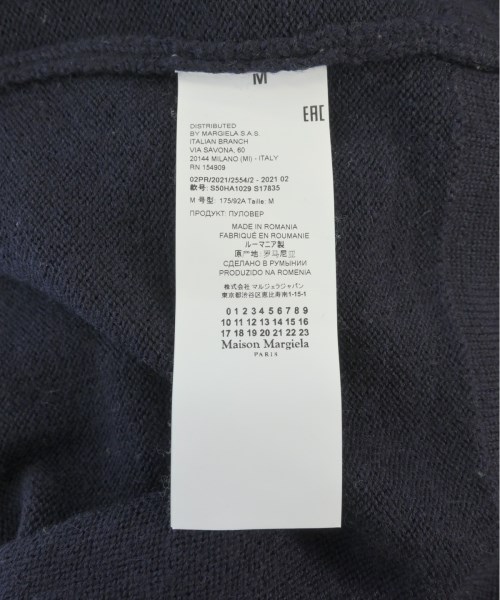 M
EAC
DISTRIBUTED
BY MARGIELA S.A.S.
ITALIAN BRANCH
VIA SAVONA, 60
20144 MILANO (MI) - ITALY
RN 154909
02PR/2021/2554/2 - 2021 02
款号: S50HA1029 S17835
M 号型: 175/92A Taille: M
ПРОДУКТ: ПУЛОВЕР
MADE IN ROMANIA
FABRIQUÉ EN ROUMANIE
ルーマニア製
原产地: 罗马尼亚
СДЕЛАНО В РУМЫНИИ
PRODUZIDO NA ROMENIA
株式会社 マルジェラジャパン
東京都渋谷区恵比寿南1-15-1
0 1 2 3 4 5 6 7 8 9
10 11 12 13 14 15 16
17 18 19 20 21 22 23
Maison Margiela
PARIS